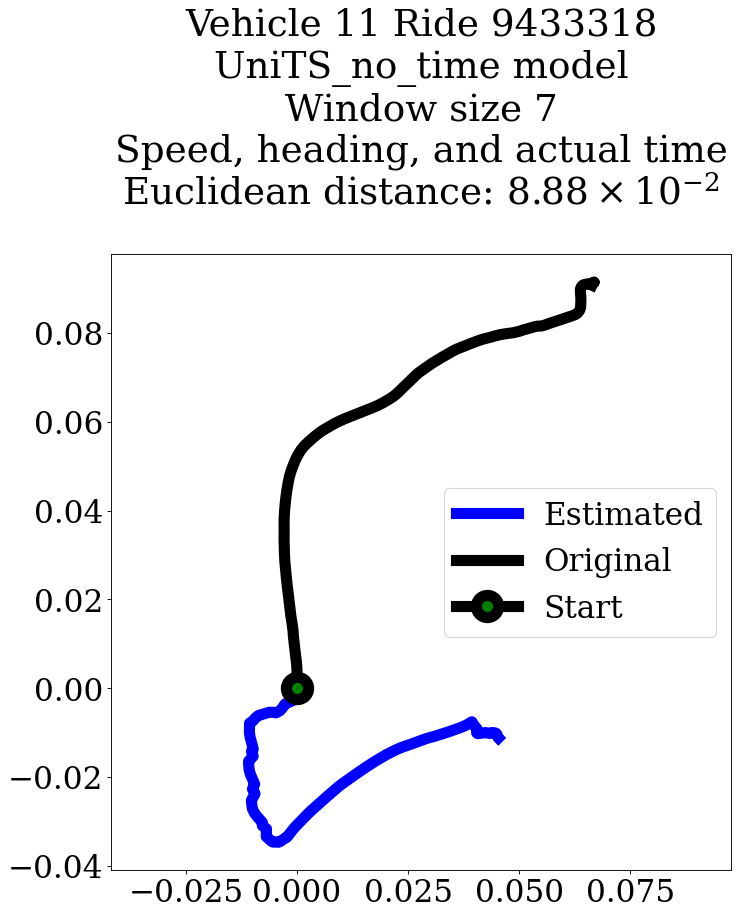 Vehicle 11 Ride 9433318
UniTS_no_time model
Window size 7
Speed, heading, and actual time
Euclidean distance: 8.88 × 10⁻²
0.08
0.06
0.04
0.02
0.00
−0.02
−0.04
Estimated
Original
Start
−0.025 0.000 0.025 0.050 0.075